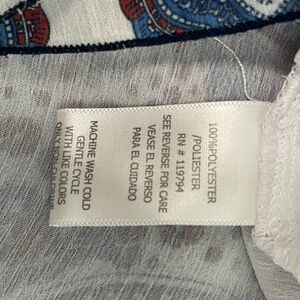 100%POLYESTER
/POLIESTER
RN # 119794
SEE REVERSE FOR CARE
VEASE EL REVERSO
PARA EL CUIDADO
MACHINE WASH COLD
GENTLE CYCLE
WITH LIKE COLORS